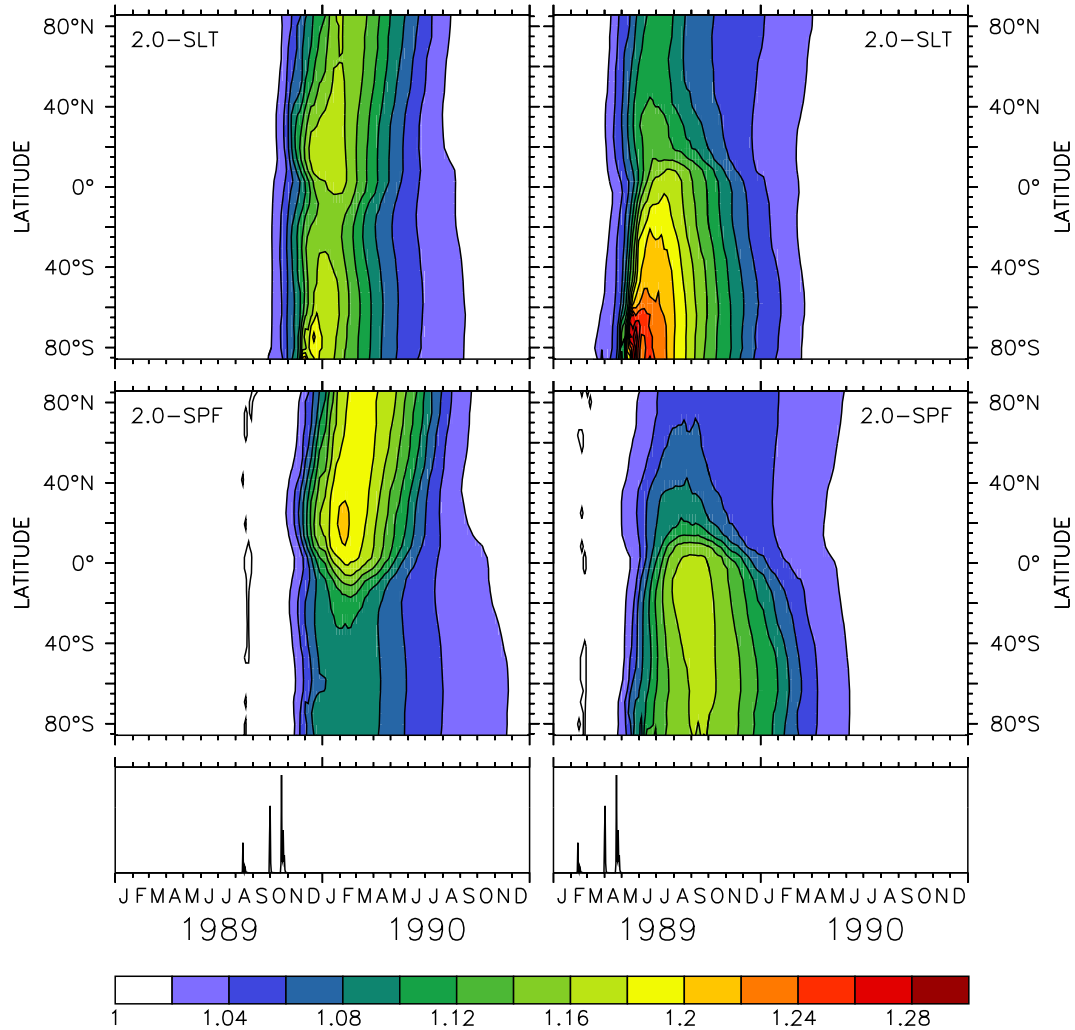 80°N
40°N
0°
40°S
80°S
LATITUDE
2.0-SLT
2.0-SLT
80°N
40°N
0°
40°S
80°S
LATITUDE
80°N
40°N
0°
40°S
80°S
LATITUDE
2.0-SPF
2.0-SPF
80°N
40°N
0°
40°S
80°S
LATITUDE
J F M A M J J A S O N D J F M A M J J A S O N D
1989 1990
J F M A M J J A S O N D J F M A M J J A S O N D
1989 1990
1 1.04 1.08 1.12 1.16 1.2 1.24 1.28